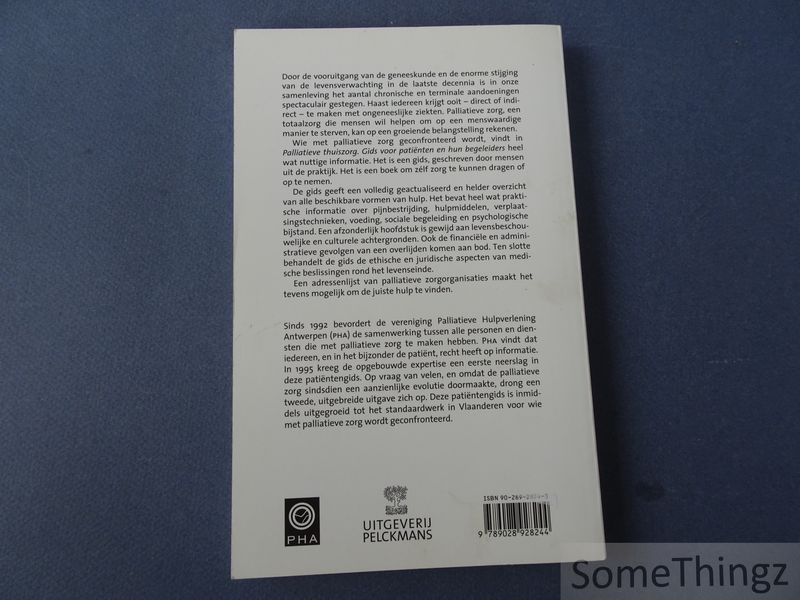 Door de vooruitgang van de geneeskunde en de enorme stijging
van de levensverwachting in de laatste decennia is in onze
samenleving het aantal chronische en terminale aandoeningen
spectaculair gestegen. Haast iedereen krijgt ooit – direct of indi-
rect – te maken met ongeneeslijke ziekten. Palliatieve zorg, een
totaalzorg die mensen wil helpen om op een menswaardige
manier te sterven, kan op een groeiende belangstelling rekenen.
Wie met palliatieve zorg geconfronteerd wordt, vindt in
Palliatieve thuiszorg. Gids voor patiënten en hun begeleiders heel
wat nuttige informatie. Het is een gids, geschreven door mensen
uit de praktijk. Het is een boek om zélf zorg te kunnen dragen of
op te nemen.
De gids geeft een volledig geactualiseerd en helder overzicht
van alle beschikbare vormen van hulp. Het bevat heel wat prakti-
sche informatie over pijnbestrijding, hulpmiddelen, verplaat-
singstechnieken, voeding, sociale begeleiding en psychologische
bijstand. Een afzonderlijk hoofdstuk is gewijd aan levensbeschou-
welijke en culturele achtergronden. Ook de financiële en admini-
stratieve gevolgen van een overlijden komen aan bod. Ten slotte
behandelt de gids de ethische en juridische aspecten van medi-
sche beslissingen rond het levenseinde.
Een adressenlijst van palliatieve zorgorganisaties maakt het
tevens mogelijk om de juiste hulp te vinden.
Sinds 1992 bevordert de vereniging Palliatieve Hulpverlening
Antwerpen (PHA) de samenwerking tussen alle personen en dien-
sten die met palliatieve zorg te maken hebben. PHA vindt dat
iedereen, en in het bijzonder de patiënt, recht heeft op informatie.
In 1995 kreeg de opgebouwde expertise een eerste neerslag in
deze patiëntengids. Op vraag van velen, en omdat de palliatieve
zorg sindsdien een aanzienlijke evolutie doormaakte, drong een
tweede, uitgebreide uitgave zich op. Deze patiëntengids is inmid-
dels uitgegroeid tot het standaardwerk in Vlaanderen voor wie
met palliatieve zorg wordt geconfronteerd.
PHA
UITGEVERIJ
PELCKMANS
ISBN 90-289-
9 789028 928244
SomeThingz